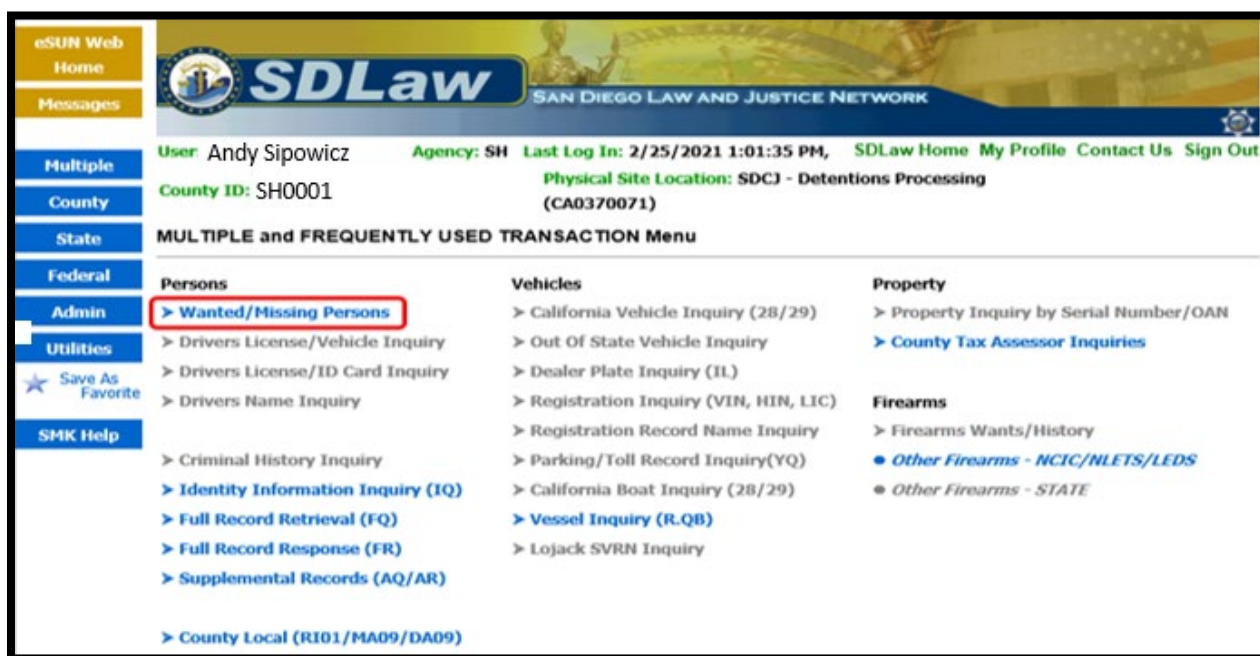 eSUN Web
Home
Messages
Multiple
County
State
Federal
Admin
Utilities
Save As
Favorite
SMK Help
SDLaw
SAN DIEGO LAW AND JUSTICE NETWORK
User: Andy Sipowicz Agency: SH Last Log In: 2/25/2021 1:01:35 PM, SDLaw Home My Profile Contact Us Sign Out
County ID: SH0001 Physical Site Location: SDCJ - Detentions Processing
(CA0370071)
MULTIPLE and FREQUENTLY USED TRANSACTION Menu
Persons
➤ Wanted/Missing Persons
➤ Drivers License/Vehicle Inquiry
➤ Drivers License/ID Card Inquiry
➤ Drivers Name Inquiry
➤ Criminal History Inquiry
➤ Identity Information Inquiry (IQ)
➤ Full Record Retrieval (FQ)
➤ Full Record Response (FR)
➤ Supplemental Records (AQ/AR)
➤ County Local (RI01/MA09/DA09)
Vehicles
➤ California Vehicle Inquiry (28/29)
➤ Out Of State Vehicle Inquiry
➤ Dealer Plate Inquiry (IL)
➤ Registration Inquiry (VIN, HIN, LIC)
➤ Registration Record Name Inquiry
➤ Parking/Toll Record Inquiry(YQ)
➤ California Boat Inquiry (28/29)
➤ Vessel Inquiry (R.QB)
➤ Lojack SVRN Inquiry
Property
➤ Property Inquiry by Serial Number/OAN
➤ County Tax Assessor Inquiries
Firearms
➤ Firearms Wants/History
● Other Firearms - NCIC/NLETS/LEDS
● Other Firearms - STATE